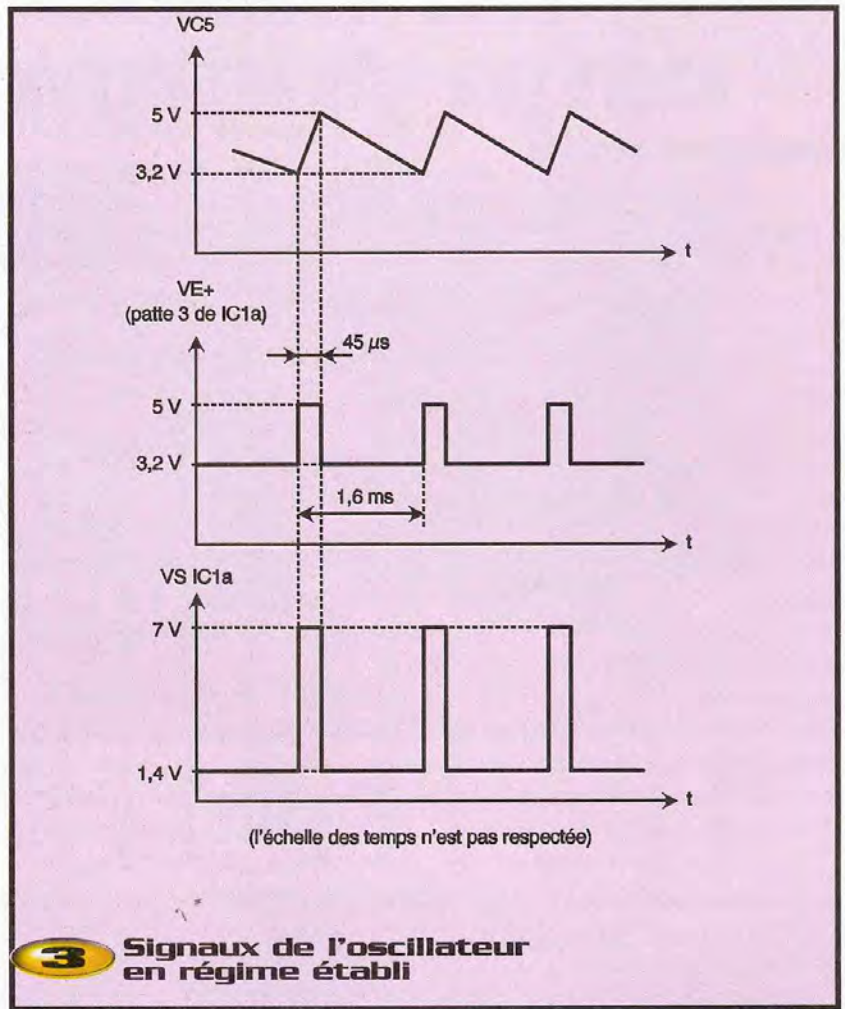 VC5
5 V
3,2 V
t
VE+
(patte 3 de IC1a)
45 µs
5 V
3,2 V
1,6 ms
t
VS IC1a
7 V
1,4 V
t
(l'échelle des temps n'est pas respectée)
3 Signaux de l'oscillateur
en régime établi